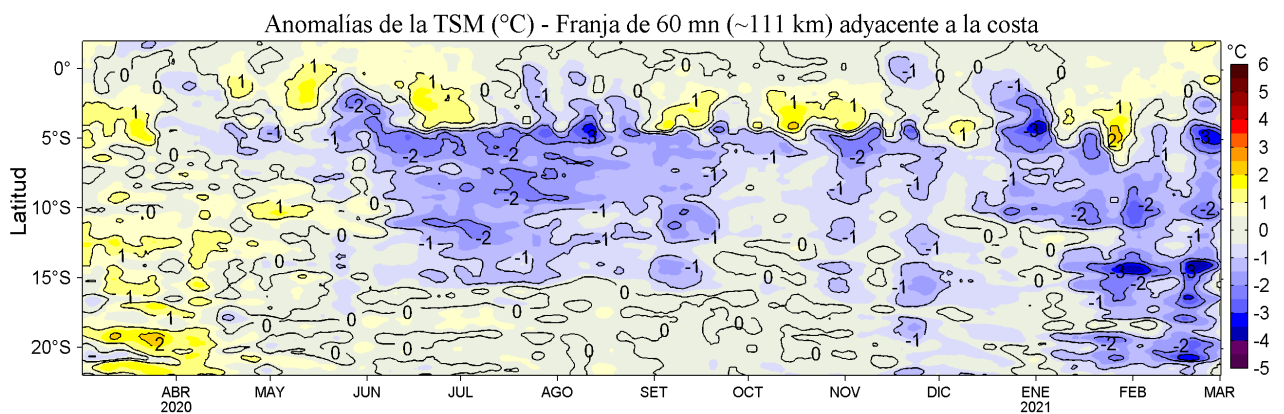 Anomalías de la TSM (°C) - Franja de 60 mn (~111 km) adyacente a la costa
°C
Latitud
0°
5°S
10°S
15°S
20°S
6
5
4
3
2
1
0
-1
-2
-3
-4
-5
ABR MAY JUN JUL AGO SET OCT NOV DIC ENE FEB MAR
2020 2021